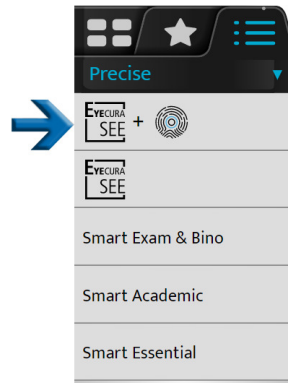 Precise
EYECURA
SEE +
EYECURA
SEE
Smart Exam & Bino
Smart Academic
Smart Essential